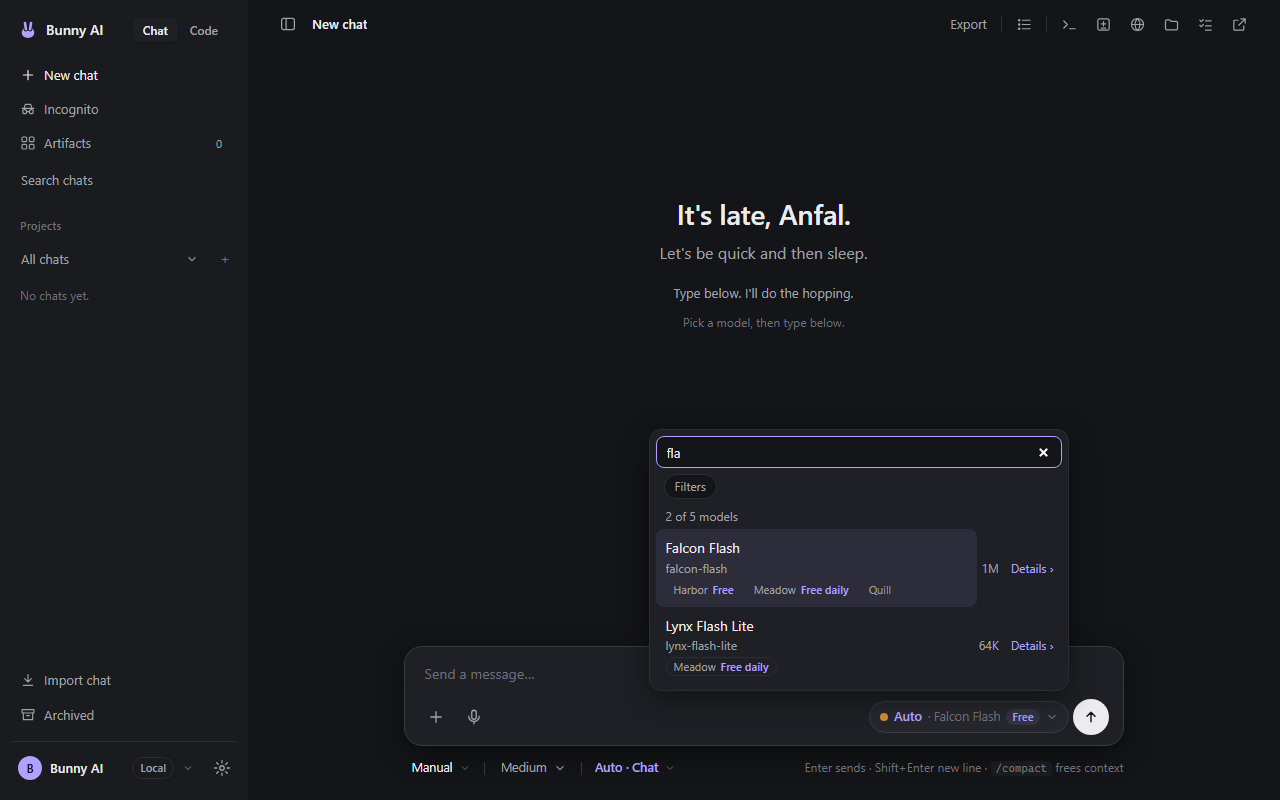 Bunny AI
Chat
Code
New chat
Incognito
Artifacts
0
Search chats
Projects
All chats
+
No chats yet.
Import chat
Archived
B
Bunny AI
Local
New chat
Export
It's late, Anfal.
Let's be quick and then sleep.
Type below. I'll do the hopping.
Pick a model, then type below.
fla
Filters
2 of 5 models
Falcon Flash
falcon-flash
1M Details ›
Harbor Free Meadow Free daily Quill
Lynx Flash Lite
lynx-flash-lite
64K Details ›
Meadow Free daily
Send a message...
Auto · Falcon Flash Free
Manual
Medium
Auto · Chat
Enter sends · Shift+Enter new line · /compact frees context